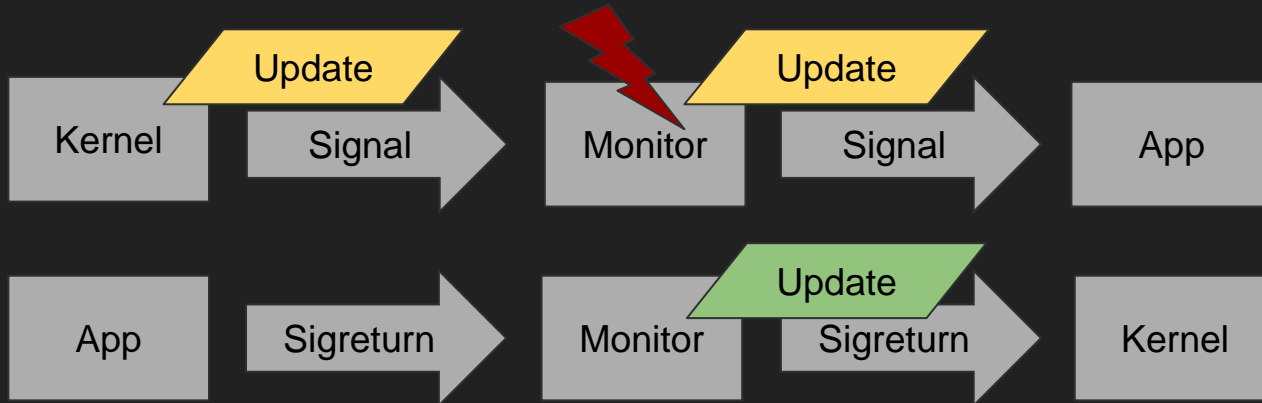 Update
Update
Kernel
Signal
Monitor
Signal
App
Update
App
Sigreturn
Monitor
Sigreturn
Kernel